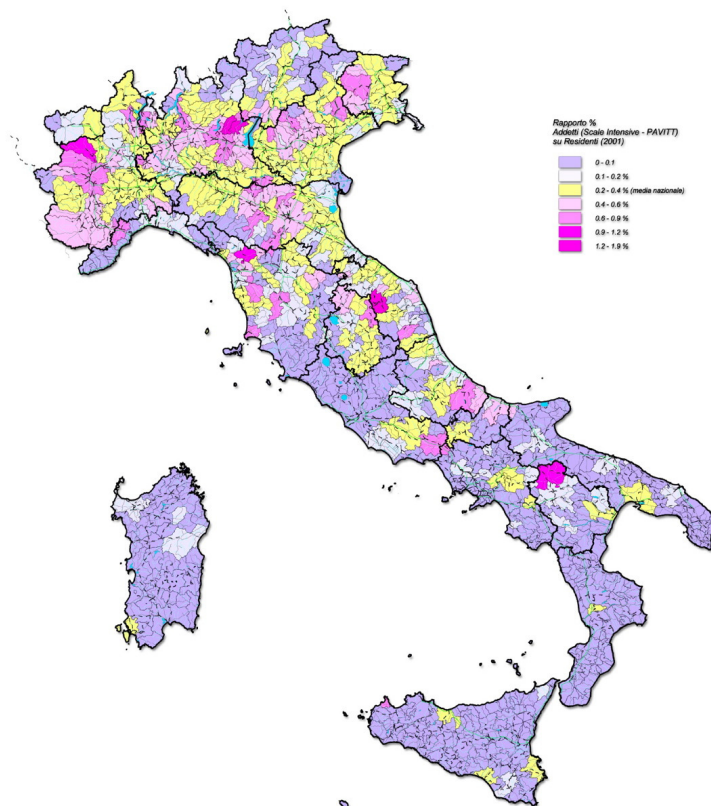 Rapporto %
Addetti (Scale Intensive - PAVITT)
su Residenti (2001)
0 - 0.1
0.1 - 0.2 %
0.2 - 0.4 % (media nazionale)
0.4 - 0.6 %
0.6 - 0.9 %
0.9 - 1.2 %
1.2 - 1.9 %